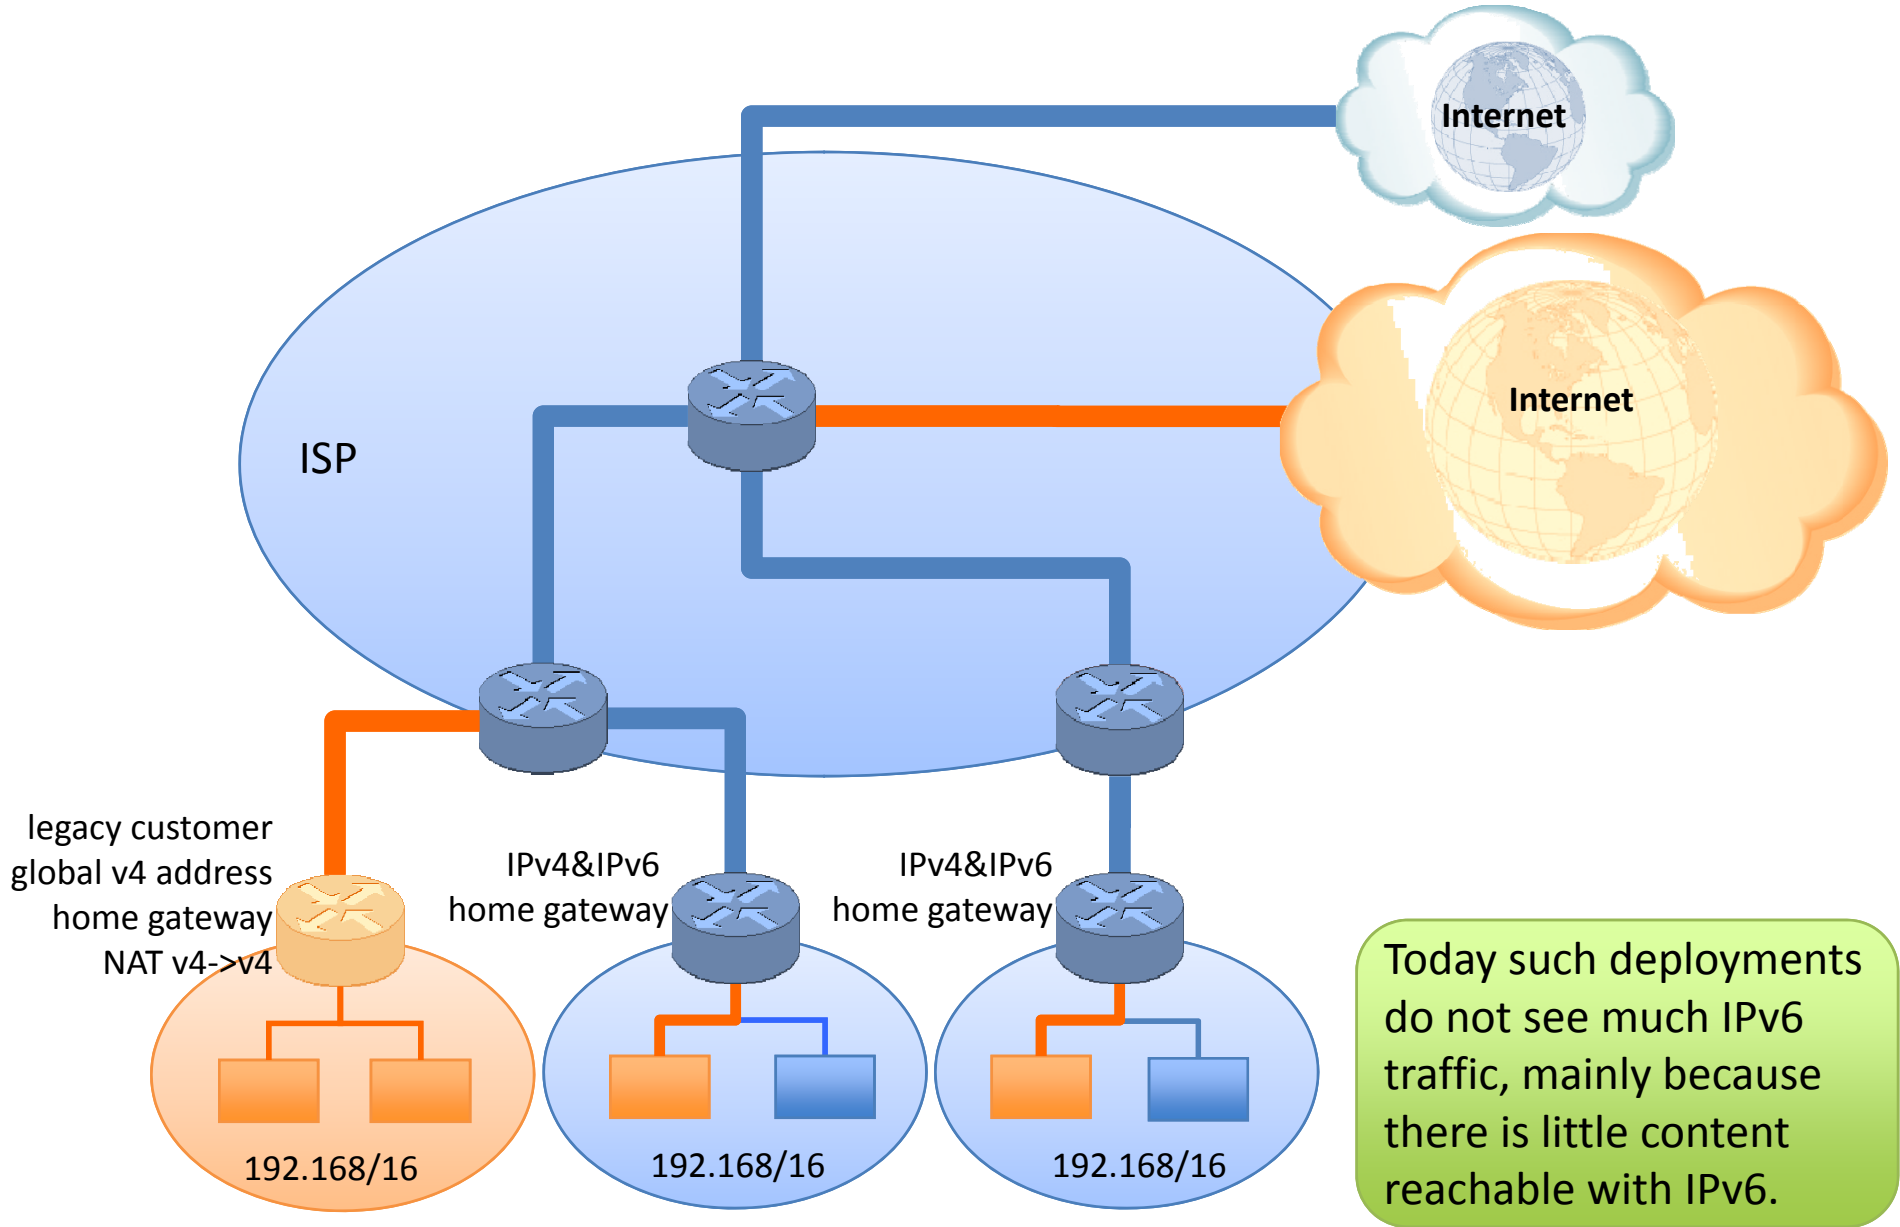 Internet
Internet
ISP
legacy customer
global v4 address
home gateway
NAT v4->v4
IPv4&IPv6
home gateway
IPv4&IPv6
home gateway
192.168/16
192.168/16
192.168/16
Today such deployments
do not see much IPv6
traffic, mainly because
there is little content
reachable with IPv6.